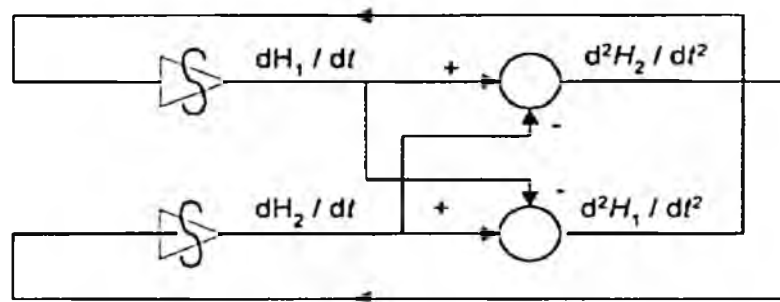 dH₁ / dt
+
d²H₂ / dt²
-
-
dH₂ / dt
+
d²H₁ / dt²